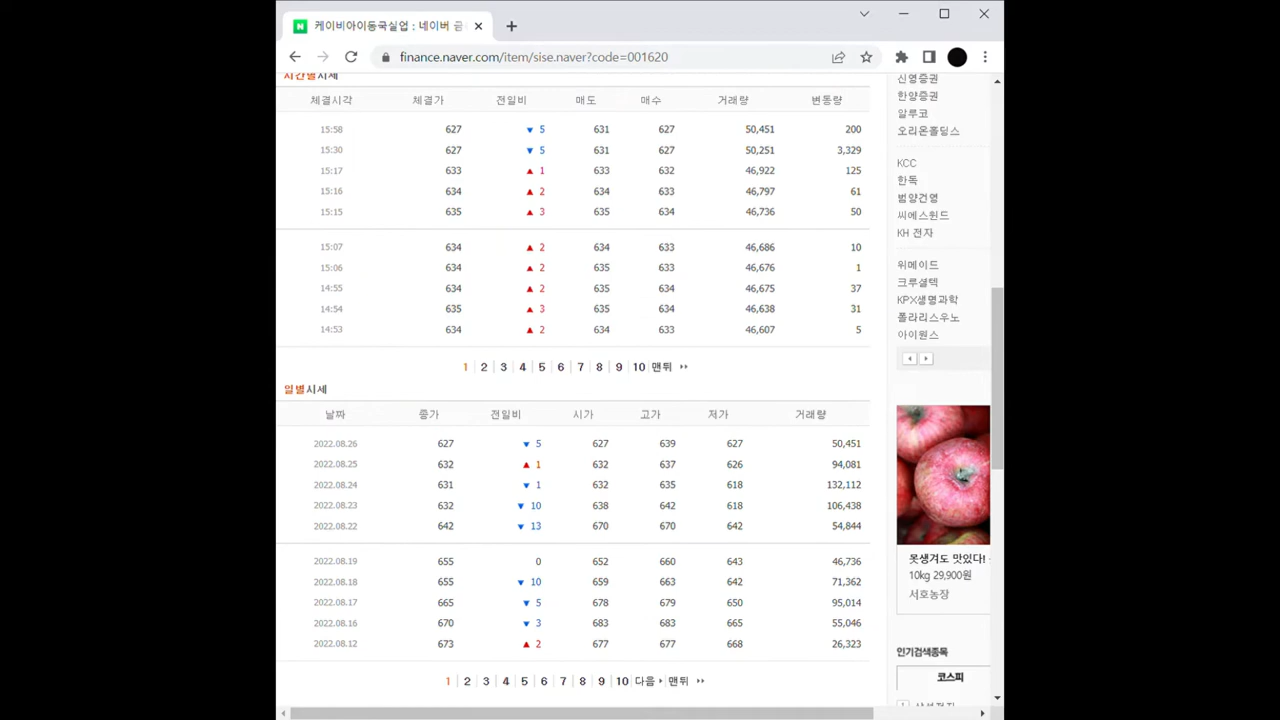 케이비아이동국실업 : 네이버 금
finance.naver.com/item/sise.naver?code=001620
시간별시세
체결시각 체결가 전일비 매도 매수 거래량 변동량
15:58 627 ▼ 5 631 627 50,451 200
15:30 627 ▼ 5 631 627 50,251 3,329
15:17 633 ▲ 1 633 632 46,922 125
15:16 634 ▲ 2 634 633 46,797 61
15:15 635 ▲ 3 635 634 46,736 50
15:07 634 ▲ 2 634 633 46,686 10
15:06 634 ▲ 2 635 633 46,676 1
14:55 634 ▲ 2 635 634 46,675 37
14:54 635 ▲ 3 635 634 46,638 31
14:53 634 ▲ 2 634 633 46,607 5
1 2 3 4 5 6 7 8 9 10 맨뒤
일별시세
날짜 종가 전일비 시가 고가 저가 거래량
2022.08.26 627 ▼ 5 627 639 627 50,451
2022.08.25 632 ▲ 1 632 637 626 94,081
2022.08.24 631 ▼ 1 632 635 618 132,112
2022.08.23 632 ▼ 10 638 642 618 106,438
2022.08.22 642 ▼ 13 670 670 642 54,844
2022.08.19 655 0 652 660 643 46,736
2022.08.18 655 ▼ 10 659 663 642 71,362
2022.08.17 665 ▼ 5 678 679 650 95,014
2022.08.16 670 ▼ 3 683 683 665 55,046
2022.08.12 673 ▲ 2 677 677 668 26,323
1 2 3 4 5 6 7 8 9 10 다음 맨뒤
신영증권
한양증권
알루코
오리온홀딩스
KCC
한독
범양건영
씨에스윈드
KH 전자
위메이드
크루셜텍
KPX생명과학
폴라리스우노
아이원스
못생겨도 맛있다!
10kg 29,900원
서호농장
인기검색종목
코스피
1